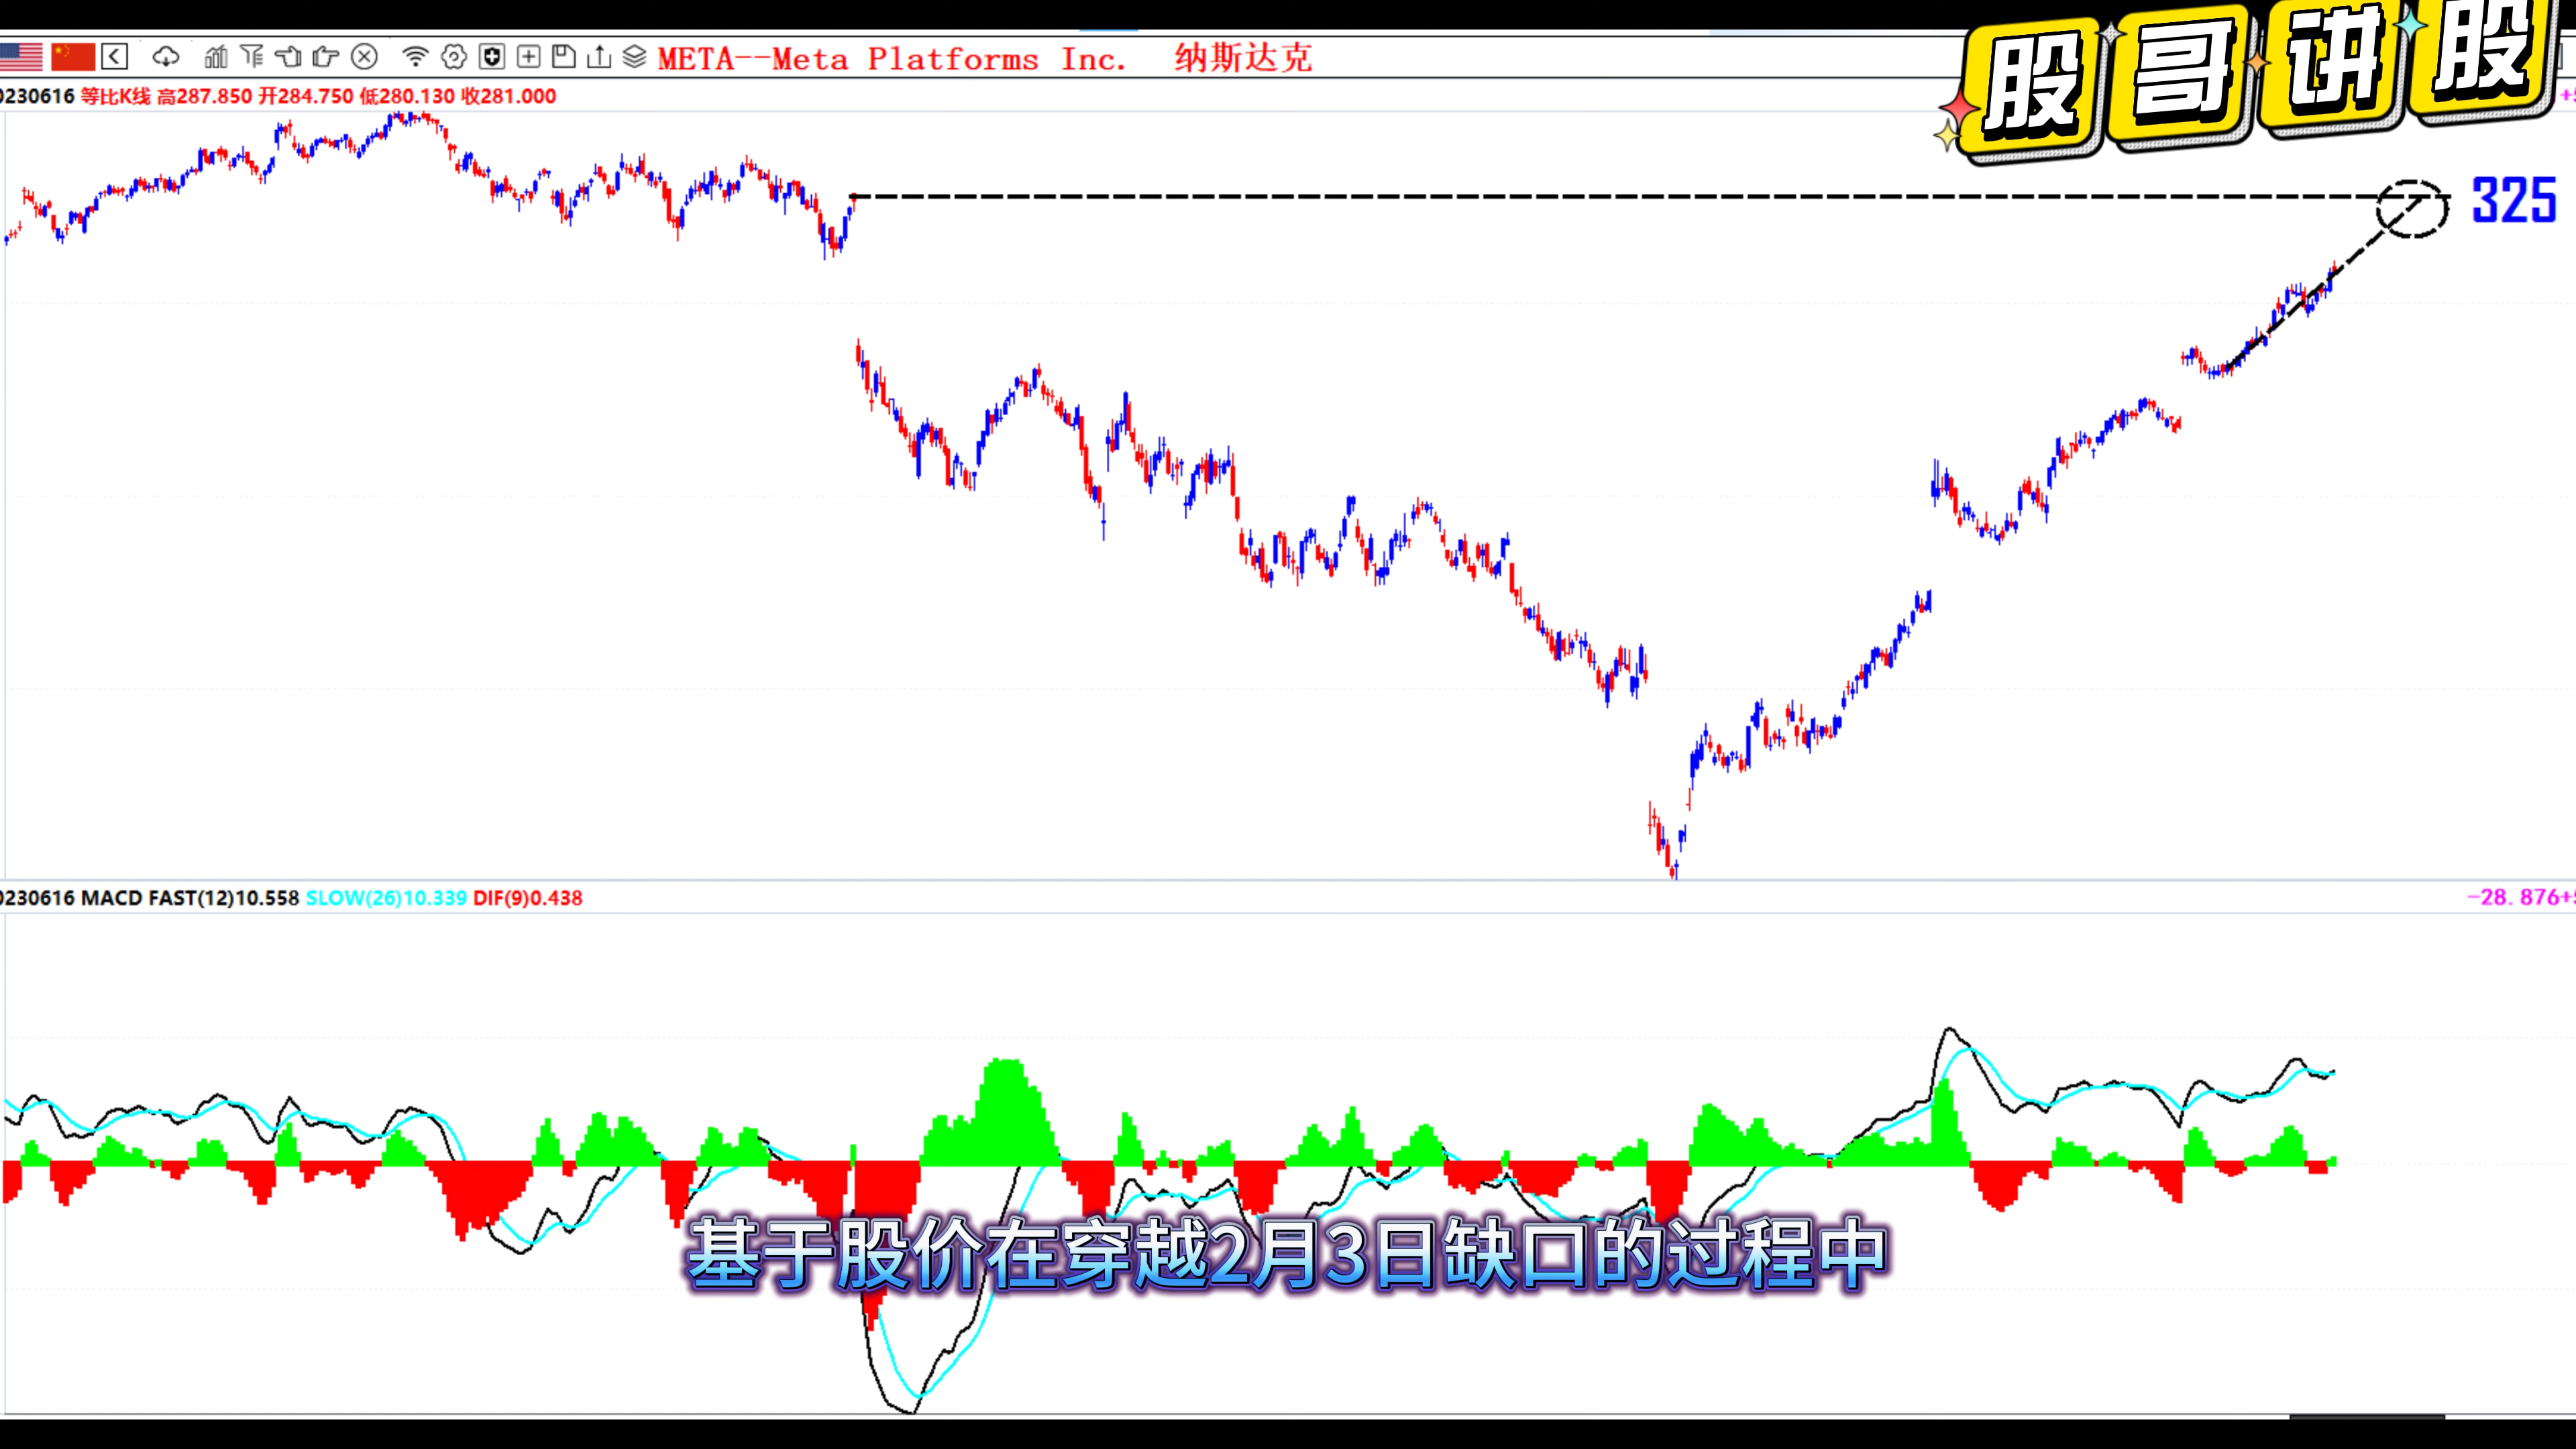 META--Meta Platforms Inc. 纳斯达克
股哥讲股
0230616 等比K线 高287.850 开284.750 低280.130 收281.000
325
0230616 MACD FAST(12)10.558 SLOW(26)10.339 DIF(9)0.438
-28.876+
基于股价在穿越2月3日缺口的过程中